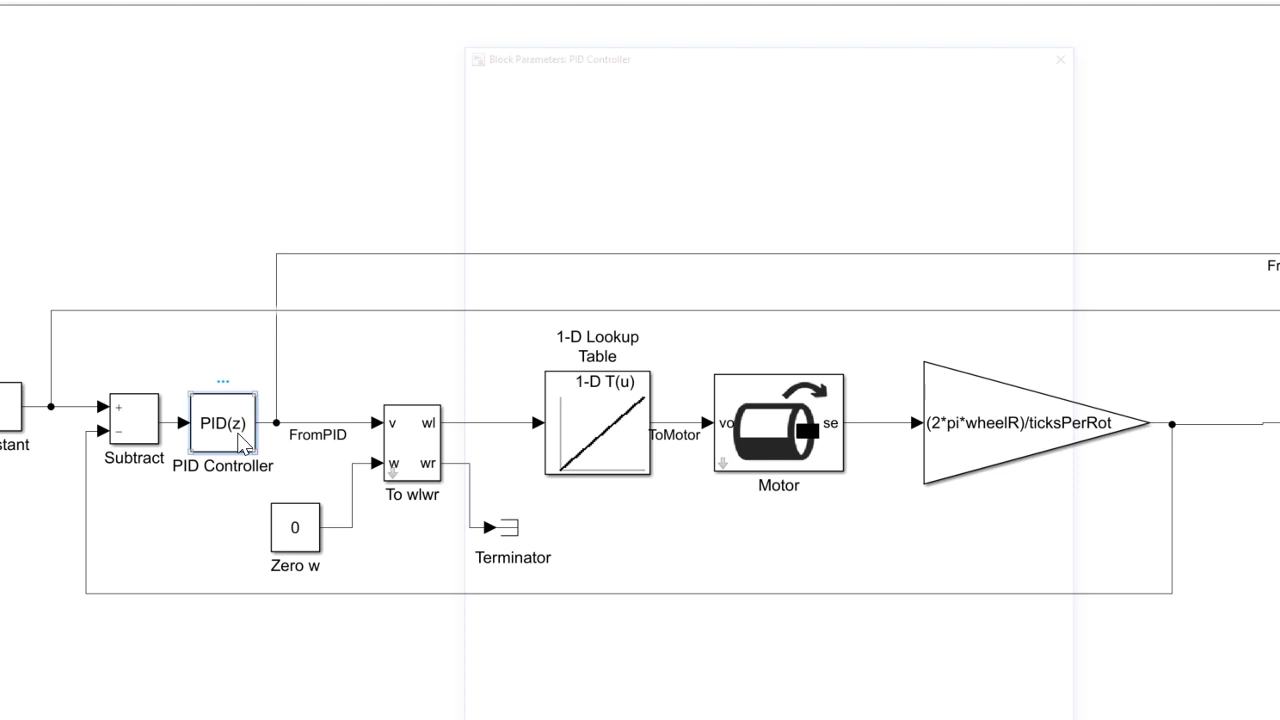 Block Parameters: PID Controller
Fr
1-D Lookup
Table
1-D T(u)
stant
+
−
Subtract
PID(z)
PID Controller
FromPID
v
wl
w
wr
To wlwr
0
Zero w
Terminator
ToMotor
vo
se
Motor
(2*pi*wheelR)/ticksPerRot